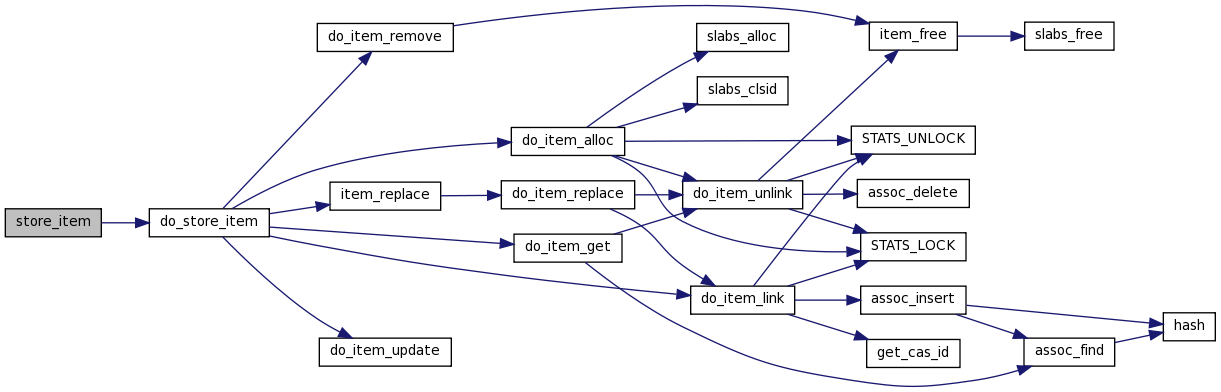 store_item
do_store_item
do_item_remove
item_replace
do_item_update
do_item_alloc
do_item_replace
do_item_get
slabs_alloc
slabs_clsid
do_item_unlink
do_item_link
item_free
STATS_UNLOCK
assoc_delete
STATS_LOCK
assoc_insert
get_cas_id
slabs_free
assoc_find
hash